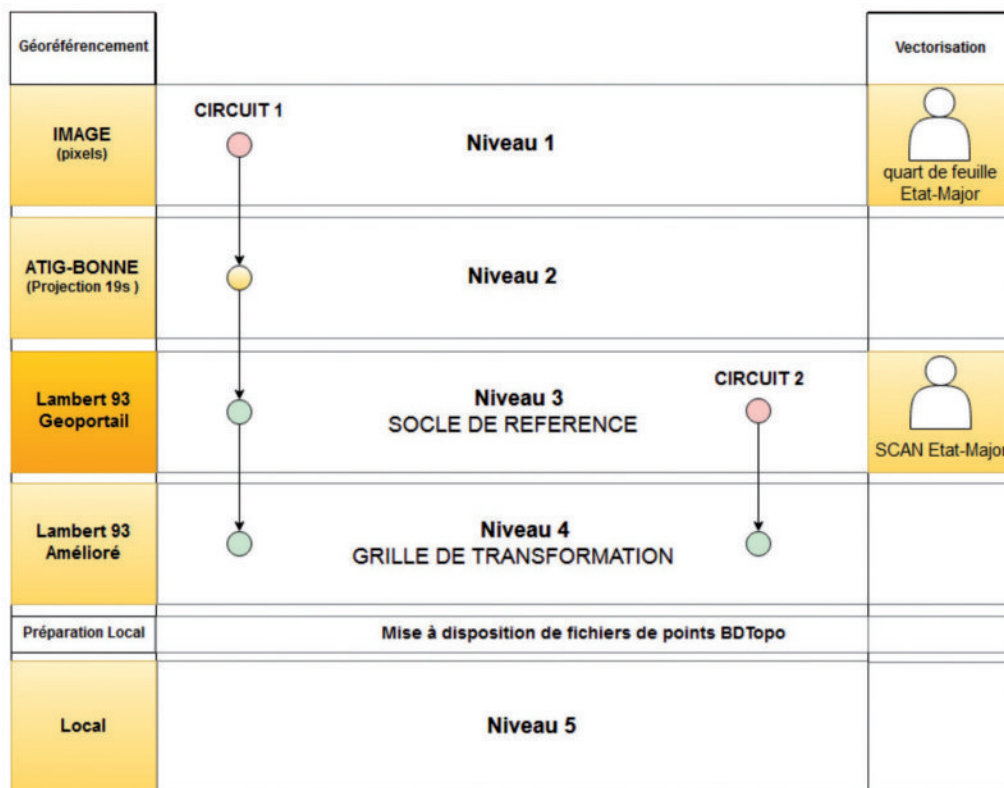 Géoréférencement
Vectorisation
IMAGE
(pixels)
CIRCUIT 1
Niveau 1
quart de feuille
Etat-Major
ATIG-BONNE
(Projection 19s )
Niveau 2
Lambert 93
Geoportail
Niveau 3
SOCLE DE REFERENCE
CIRCUIT 2
SCAN Etat-Major
Lambert 93
Amélioré
Niveau 4
GRILLE DE TRANSFORMATION
Préparation Local
Mise à disposition de fichiers de points BDTopo
Local
Niveau 5